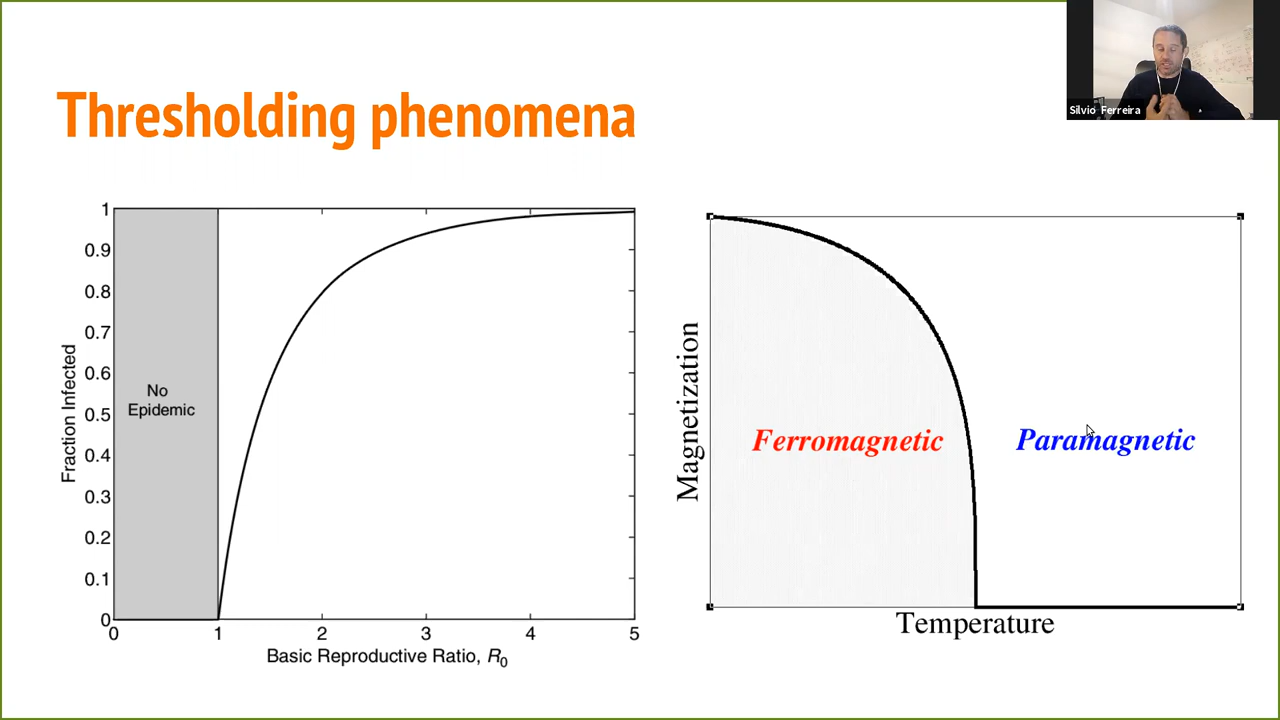 Silvio Ferreira
Thresholding phenomena
1
0.9
0.8
0.7
0.6
0.5
0.4
0.3
0.2
0.1
0
Fraction Infected
No
Epidemic
0 1 2 3 4 5
Basic Reproductive Ratio, R0
Magnetization
Ferromagnetic
Paramagnetic
Temperature